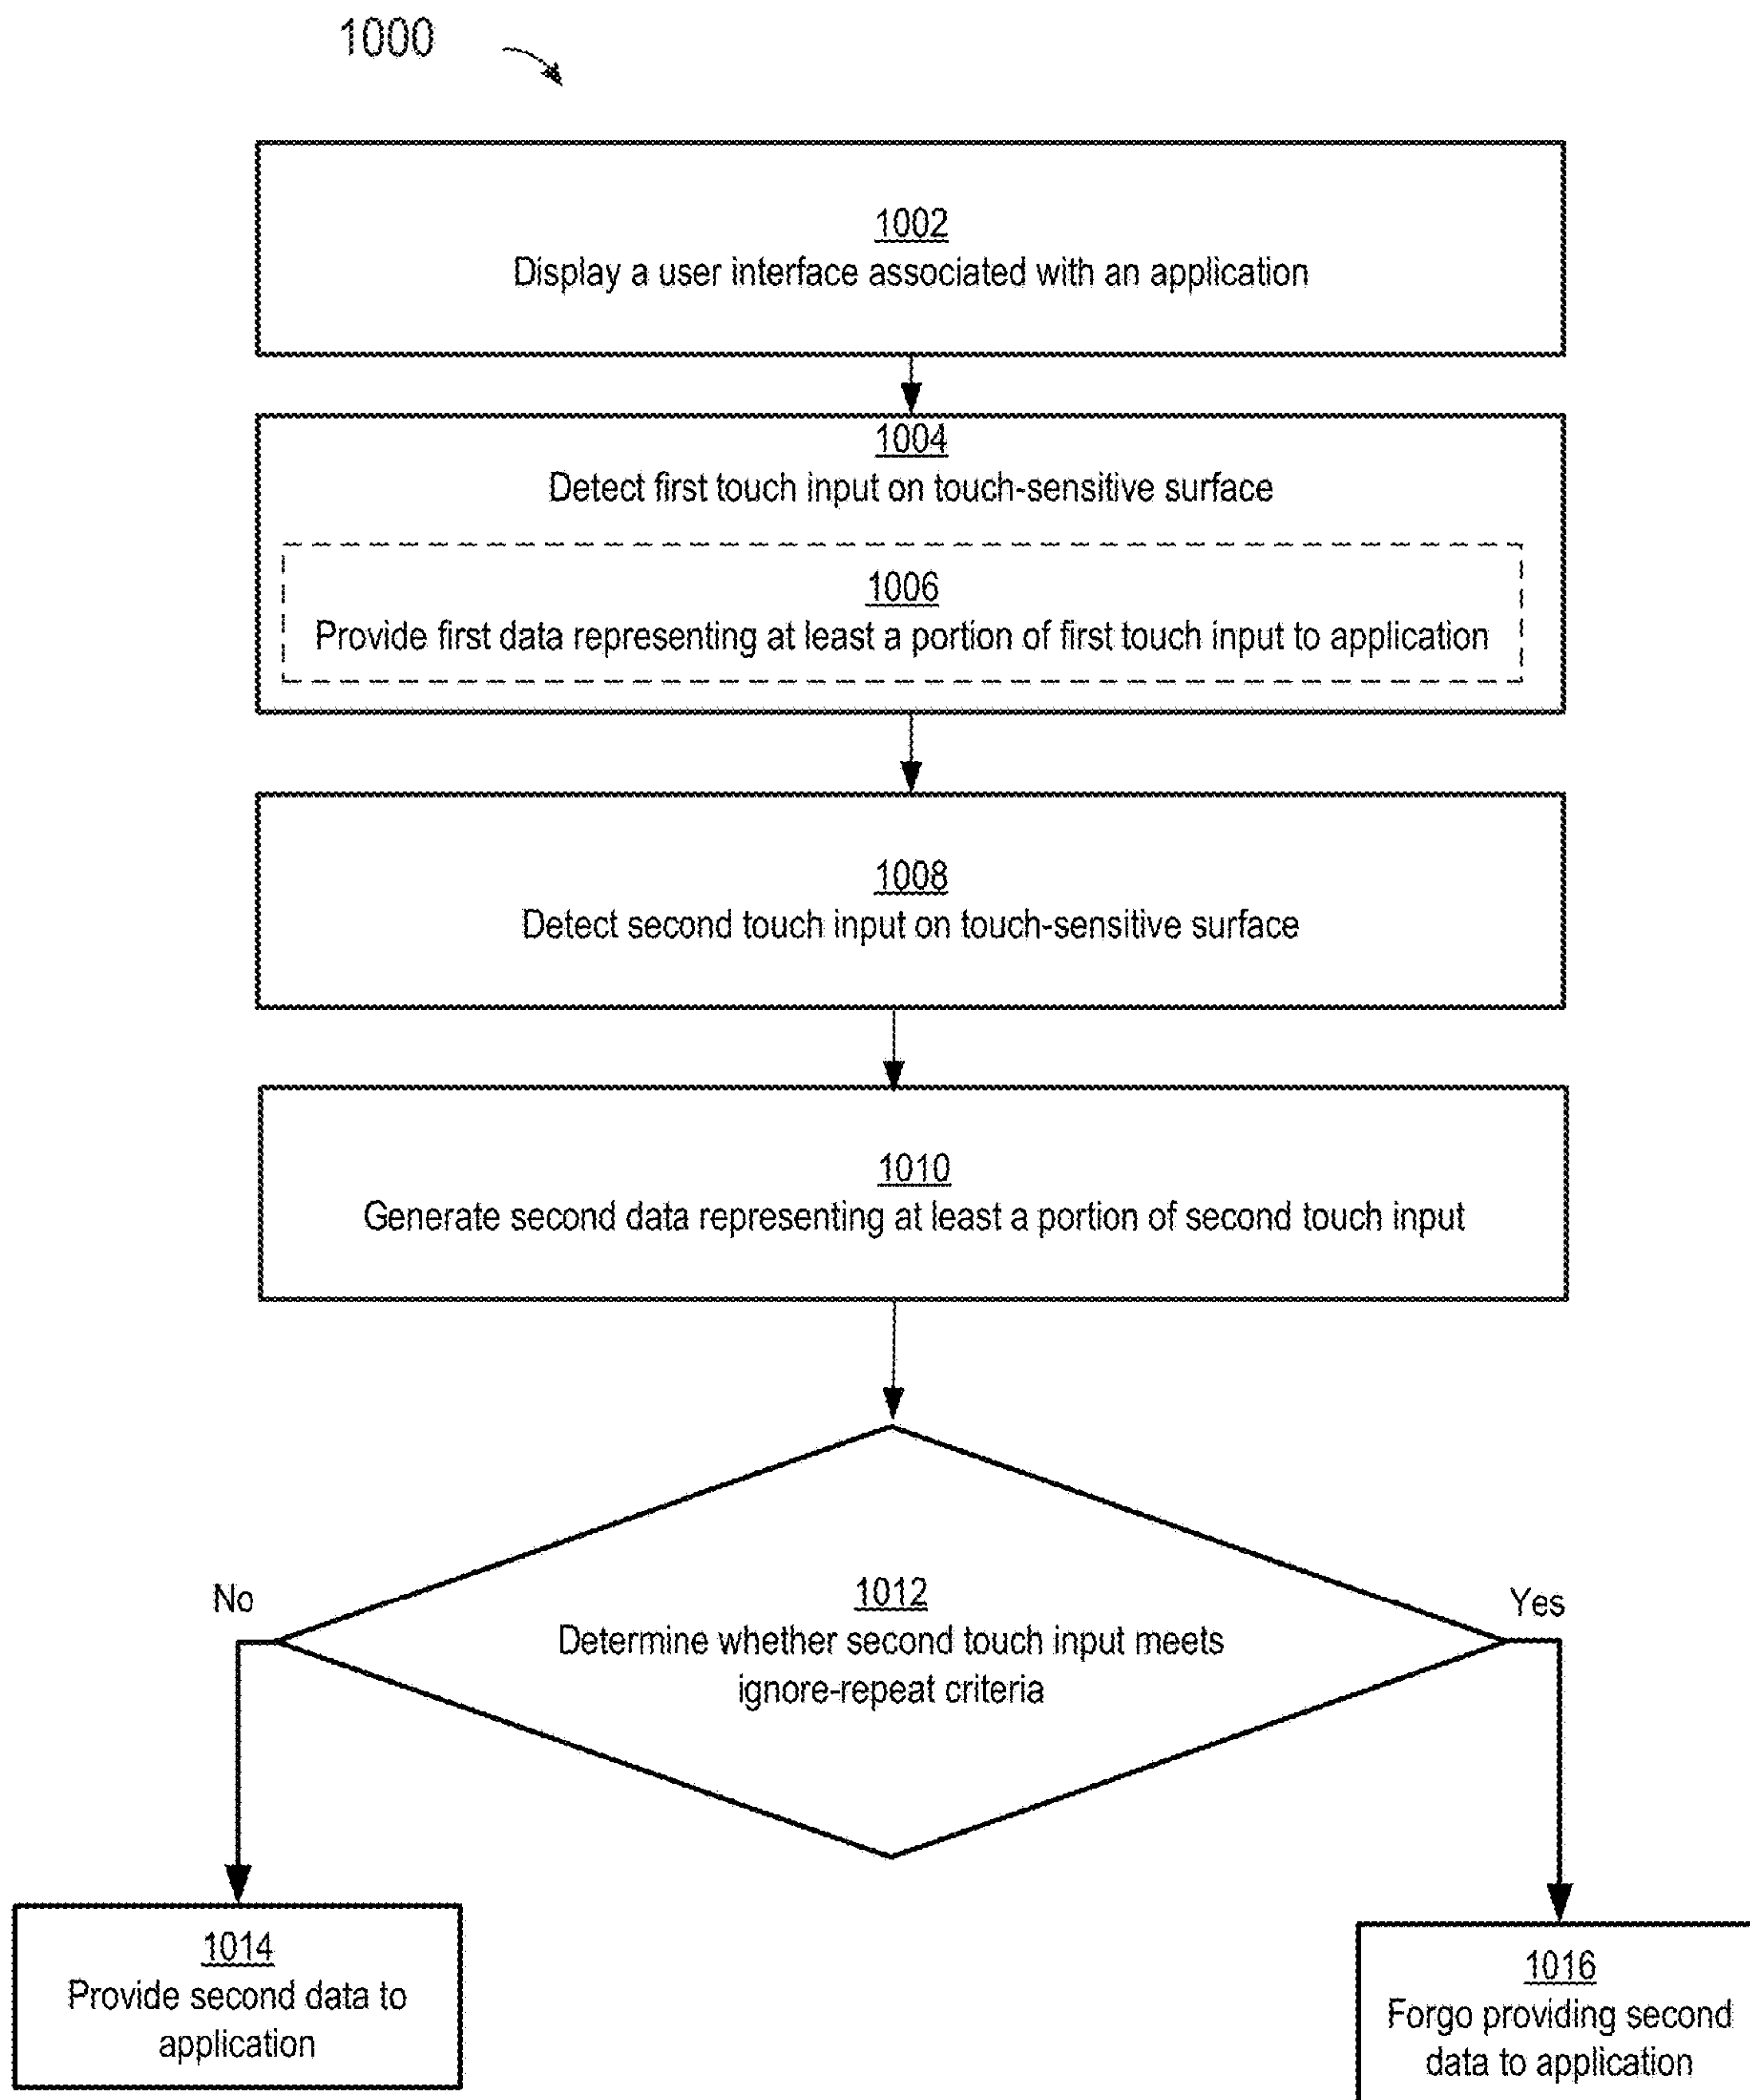 1000
1002
Display a user interface associated with an application
1004
Detect first touch input on touch-sensitive surface
1006
Provide first data representing at least a portion of first touch input to application
1008
Detect second touch input on touch-sensitive surface
1010
Generate second data representing at least a portion of second touch input
1012
Determine whether second touch input meets
ignore-repeat criteria
No
Yes
1014
Provide second data to
application
1016
Forgo providing second
data to application